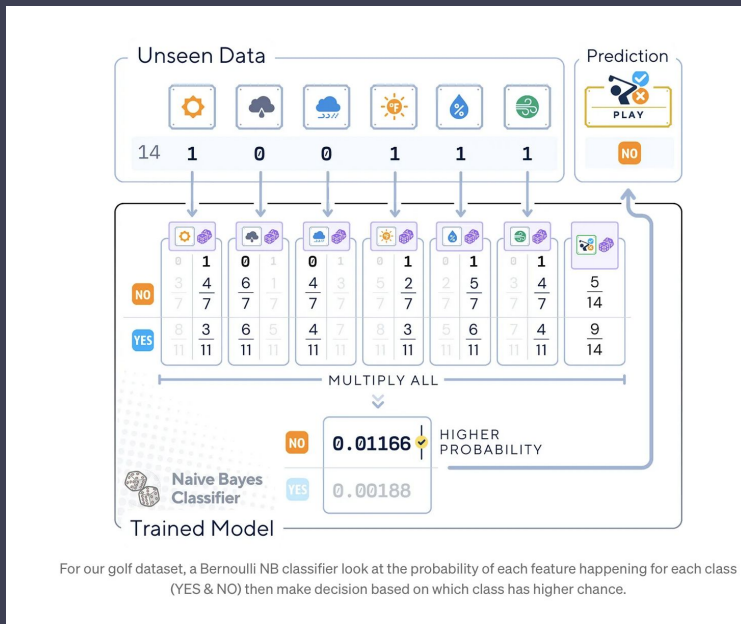 Unseen Data
Prediction
°F
%
PLAY
14 1 0 0 1 1 1
NO
0 1 0 1 0 1 0 1 0 1 0 1
NO 3/7 4/7 6/7 1/7 4/7 3/7 5/7 2/7 2/7 5/7 3/7 4/7 5/14
YES 8/11 3/11 6/11 5/11 4/11 7/11 8/11 3/11 5/11 6/11 7/11 4/11 9/14
MULTIPLY ALL
NO 0.01166 HIGHER
PROBABILITY
YES 0.00188
Naive Bayes
Classifier
Trained Model
For our golf dataset, a Bernoulli NB classifier look at the probability of each feature happening for each class
(YES & NO) then make decision based on which class has higher chance.